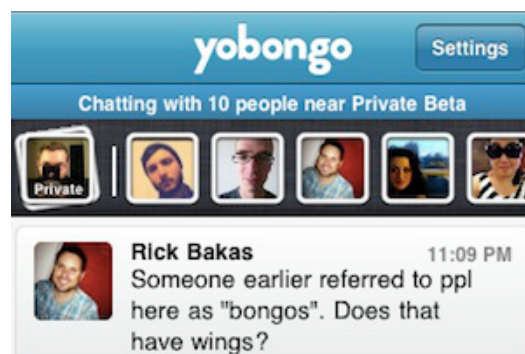 yobongo
Settings
Chatting with 10 people near Private Beta
Private
Rick Bakas
11:09 PM
Someone earlier referred to ppl
here as "bongos". Does that
have wings?